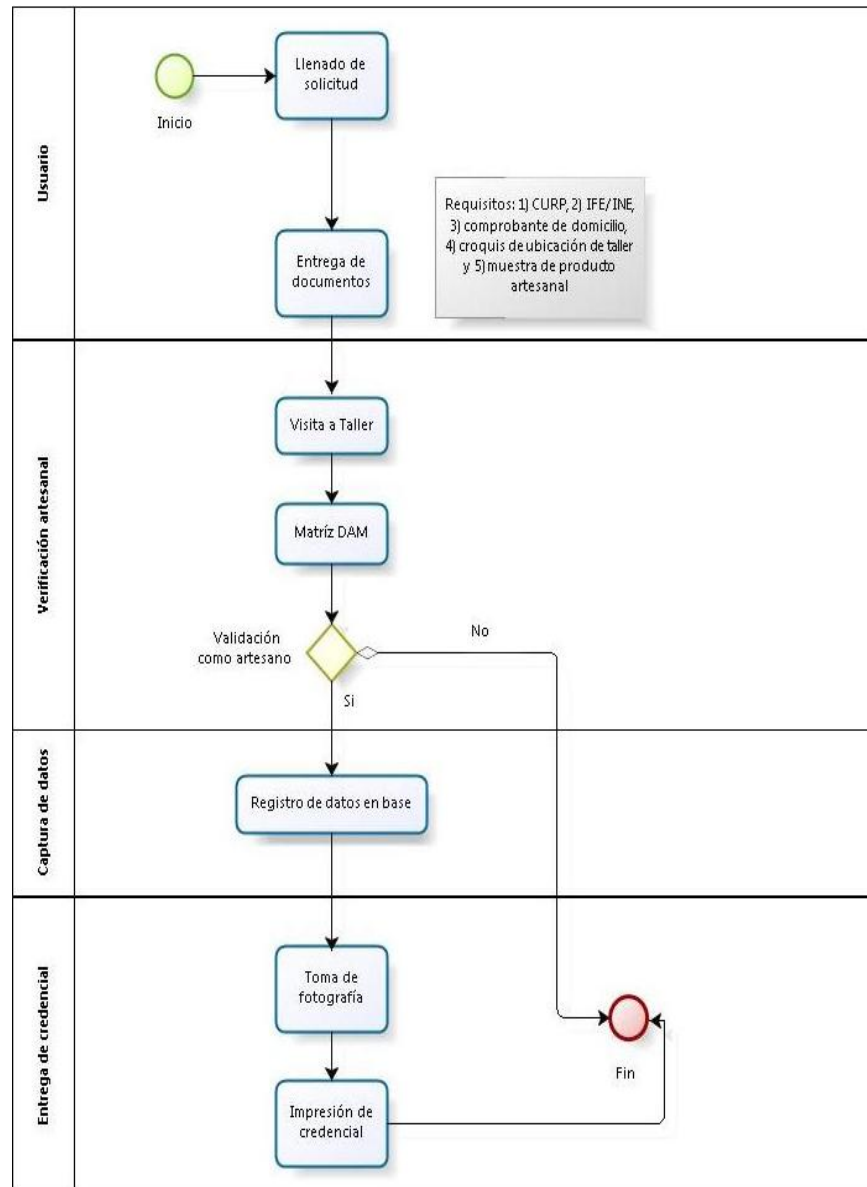 Usuario
Llenado de
solicitud
Inicio
Requisitos: 1) CURP, 2) IFE/INE,
3) comprobante de domicilio,
4) croquis de ubicación de taller
y 5)muestra de producto
artesanal
Entrega de
documentos
Verificación artesanal
Visita a Taller
Matríz DAM
Validación
como artesano
No
Si
Captura de datos
Registro de datos en base
Entrega de credencial
Toma de
fotografía
Fin
Impresión de
credencial